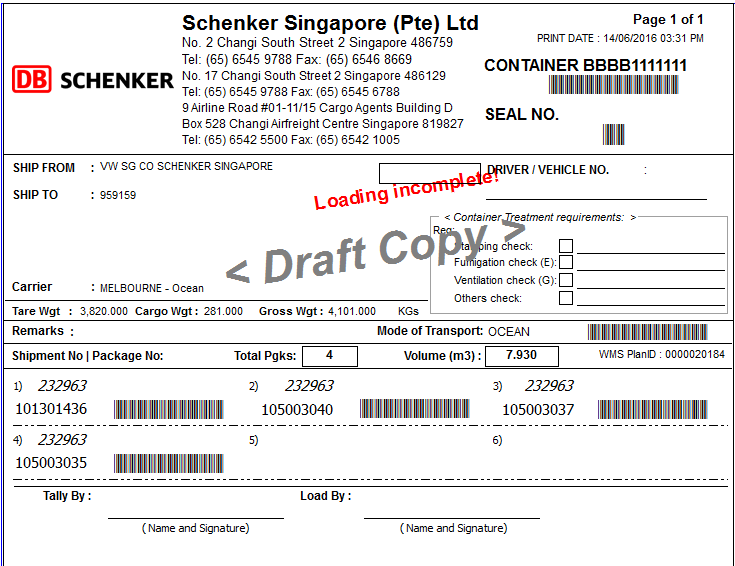 Schenker Singapore (Pte) Ltd
Page 1 of 1
No. 2 Changi South Street 2 Singapore 486759
PRINT DATE : 14/06/2016 03:31 PM
Tel: (65) 6545 9788 Fax: (65) 6546 8669
No. 17 Changi South Street 2 Singapore 486129
Tel: (65) 6545 9788 Fax: (65) 6545 6788
9 Airline Road #01-11/15 Cargo Agents Building D
Box 528 Changi Airfreight Centre Singapore 819827
Tel: (65) 6542 5500 Fax: (65) 6542 1005
DB SCHENKER
CONTAINER BBBB1111111
SEAL NO.
SHIP FROM : VW SG CO SCHENKER SINGAPORE
DRIVER / VEHICLE NO. :
Loading incomplete!
SHIP TO : 959159
< Draft Copy >
< Container Treatment requirements: >
Req:
Stamping check:
Fumigation check (E):
Ventilation check (G):
Others check:
Carrier : MELBOURNE - Ocean
Tare Wgt : 3,820.000 Cargo Wgt : 281.000 Gross Wgt : 4,101.000 KGs
Remarks :
Mode of Transport: OCEAN
Shipment No | Package No: Total Pgks: 4 Volume (m3) : 7.930 WMS PlanID : 0000020184
1) 232963 2) 232963 3) 232963
101301436 105003040 105003037
4) 232963 5) 6)
105003035
Tally By : Load By :
(Name and Signature) (Name and Signature)